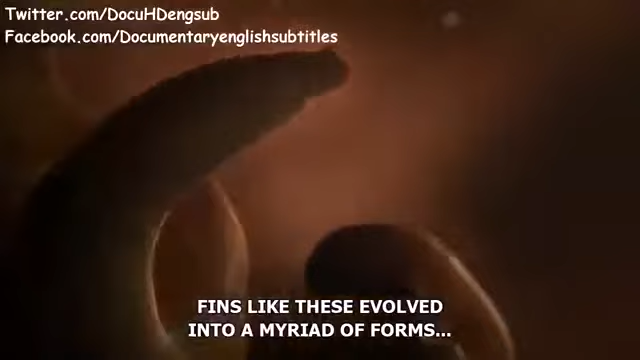 Twitter.com/DocuHDengsub
Facebook.com/Documentaryenglishsubtitles
FINS LIKE THESE EVOLVED
INTO A MYRIAD OF FORMS...